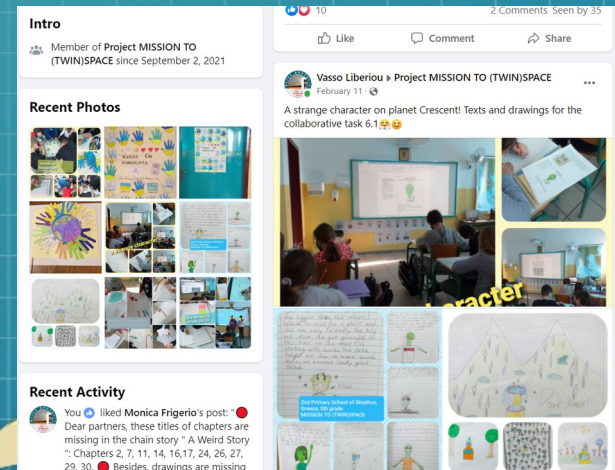 Intro
Member of Project MISSION TO
(TWIN)SPACE since September 2, 2021
Recent Photos
Recent Activity
You liked Monica Frigerio's post: "
Dear partners, these titles of chapters are
missing in the chain story " A Weird Story
": Chapters 2, 7, 11, 14, 16,17, 24, 26, 27,
29, 30. Besides, drawings are missing
10
2 Comments Seen by 35
Like
Comment
Share
Vasso Liberiou Project MISSION TO (TWIN)SPACE
February 11
A strange character on planet Crescent! Texts and drawings for the
collaborative task 6.1
aracter
2nd Primary School of Skiathos,
Greece, 5th grade
MISSION TO (TWIN)SPACE